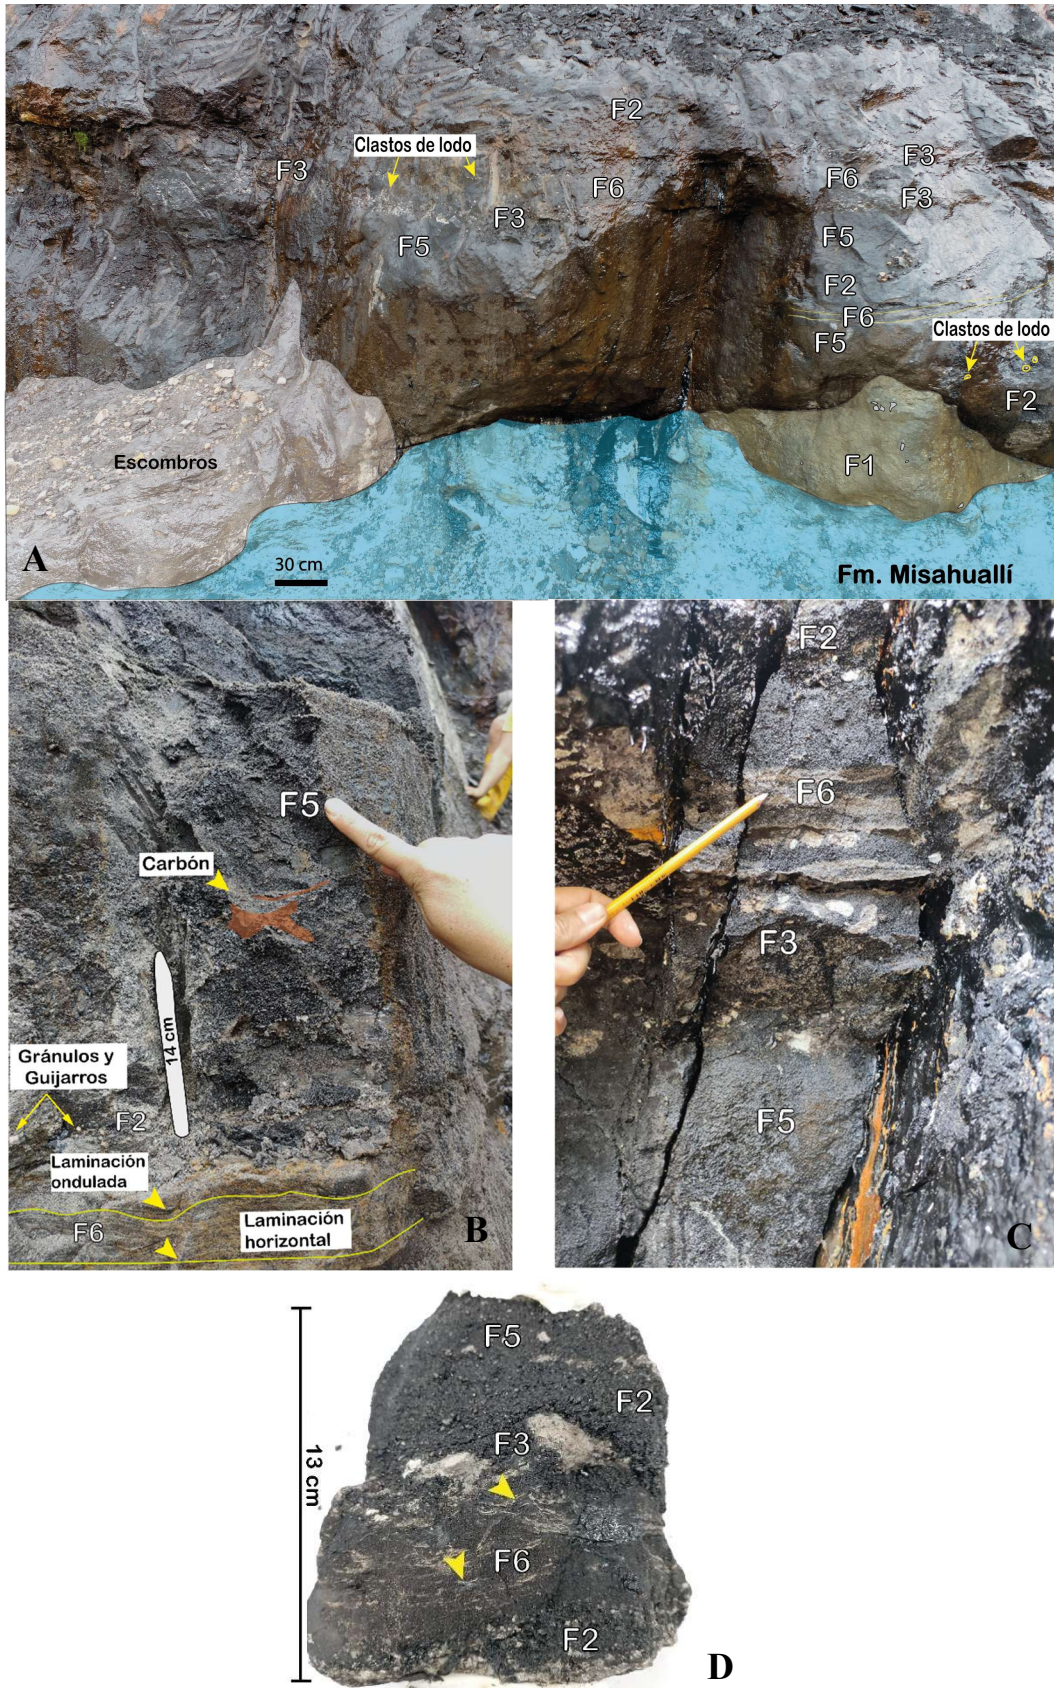 F2
Clastos de lodo
F3
F3
F6
F6
F3
F3
F5
F5
F2
F6
Clastos de lodo
F5
F2
Escombros
F1
A
30 cm
Fm. Misahuallí
F5
Carbón
14 cm
Gránulos y
Guijarros
F2
Laminación
ondulada
Laminación
horizontal
F6
B
F2
F6
F3
F5
C
F5
F2
F3
13 cm
F6
F2
D